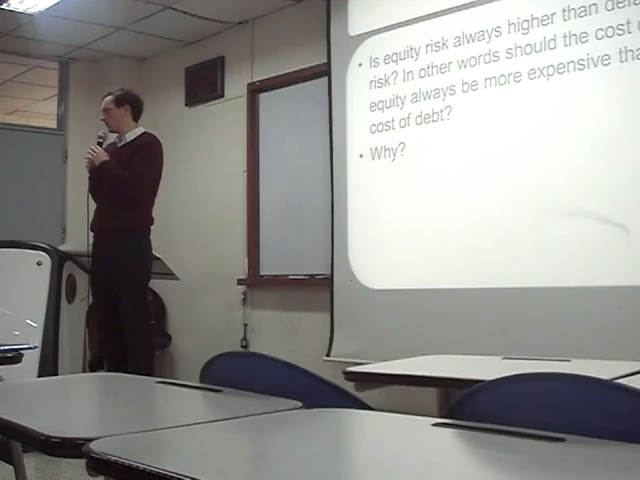 • Is equity risk always higher than
risk? In other words should the cost
equity always be more expensive
cost of debt?
• Why?